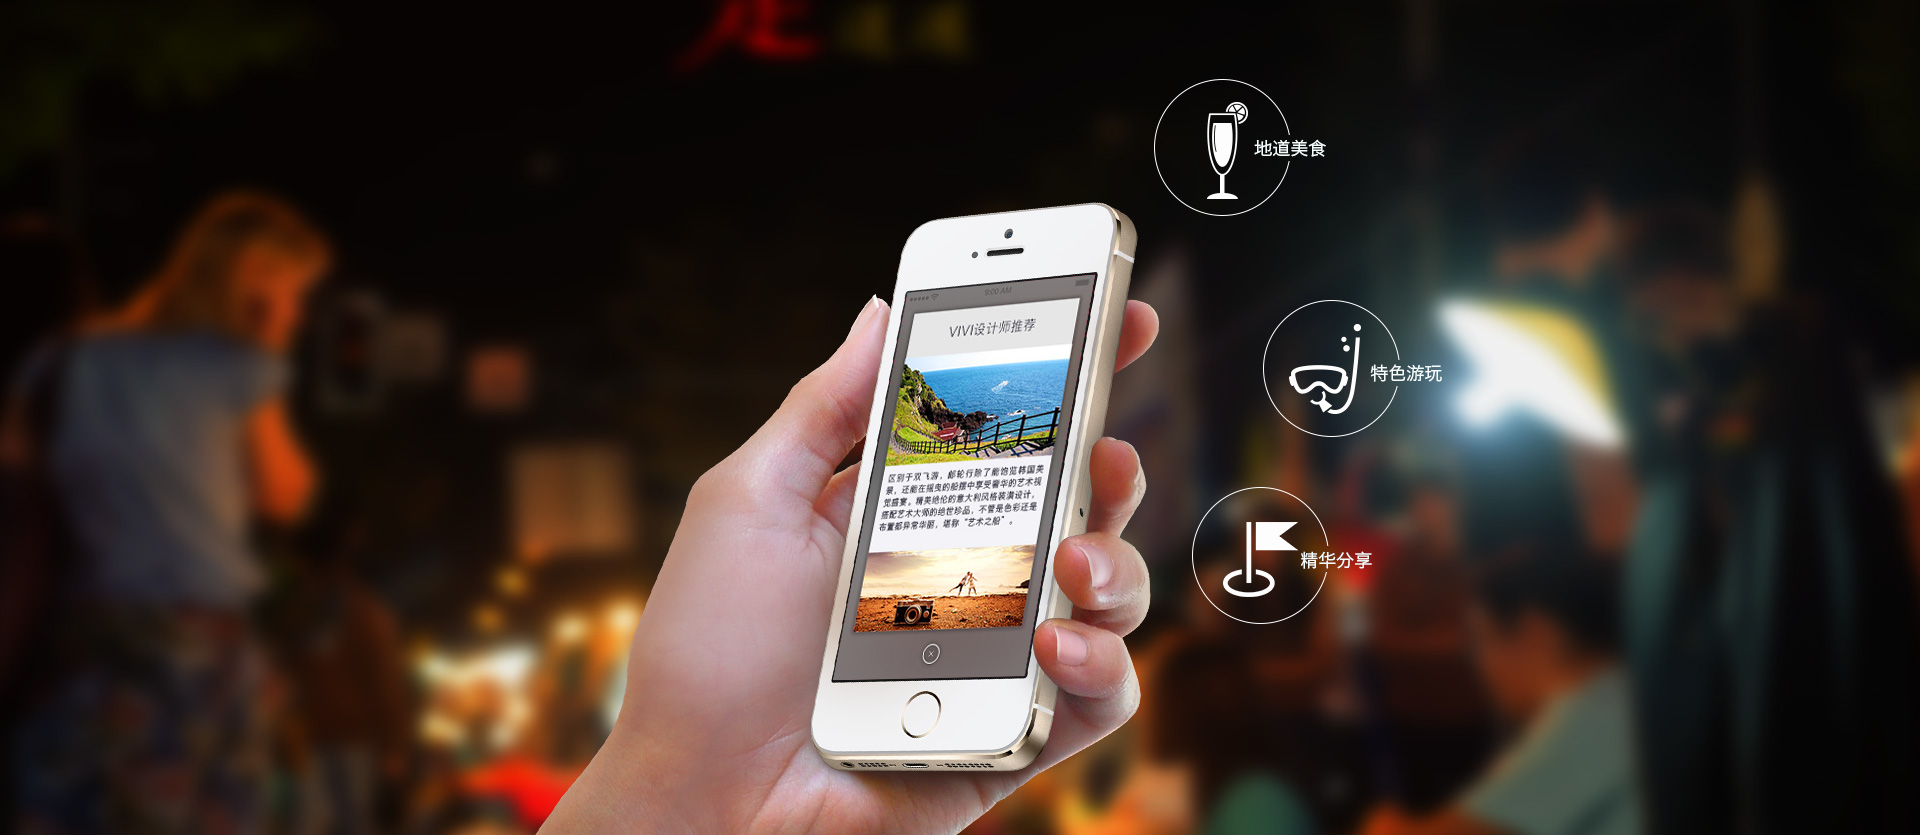 地道美食
9:00 AM
VIVI设计师推荐
特色游玩
区别于双飞游，邮轮行除了能饱览韩国美
景，还能在摇曳的船摆中享受奢华的艺术视
觉盛宴。精美绝伦的意大利风格装潢设计，
搭配艺术大师的绝世珍品，不管是色彩还是
布置都异常华丽，堪称“艺术之船”。
精华分享